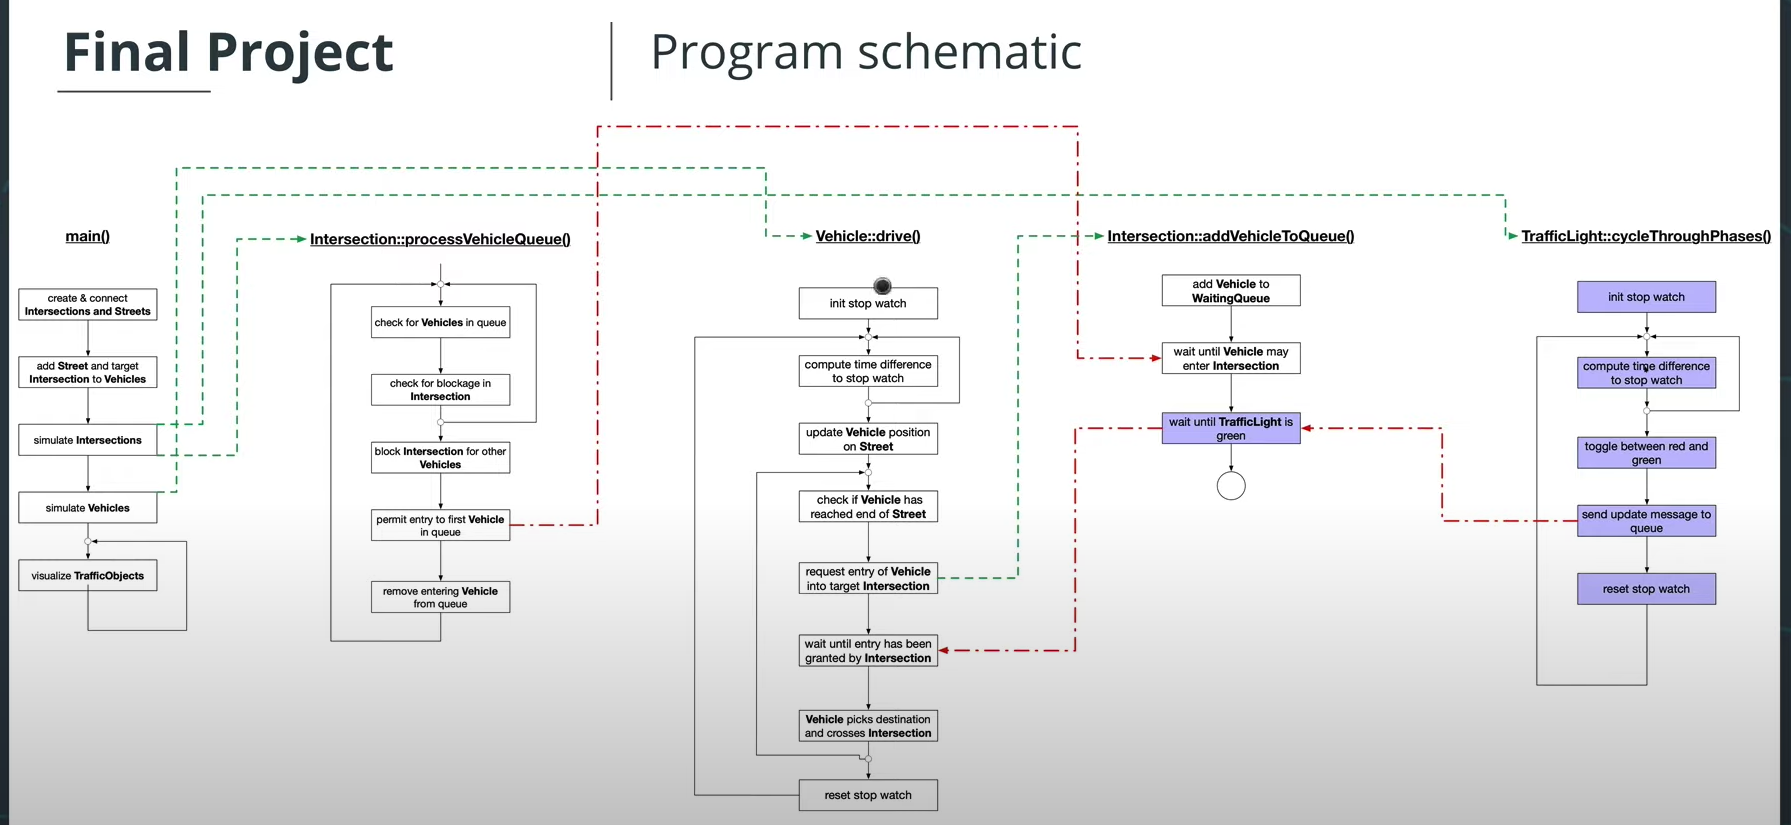 Final Project
Program schematic
main()
create & connect
Intersections and Streets
add Street and target
Intersection to Vehicles
simulate Intersections
simulate Vehicles
visualize TrafficObjects
Intersection::processVehicleQueue()
check for Vehicles in queue
check for blockage in
Intersection
block Intersection for other
Vehicles
permit entry to first Vehicle
in queue
remove entering Vehicle
from queue
Vehicle::drive()
init stop watch
compute time difference
to stop watch
update Vehicle position
on Street
check if Vehicle has
reached end of Street
request entry of Vehicle
into target Intersection
wait until entry has been
granted by Intersection
Vehicle picks destination
and crosses Intersection
reset stop watch
Intersection::addVehicleToQueue()
add Vehicle to
WaitingQueue
wait until Vehicle may
enter Intersection
wait until TrafficLight is
green
TrafficLight::cycleThroughPhases()
init stop watch
compute time difference
to stop watch
toggle between red and
green
send update message to
queue
reset stop watch